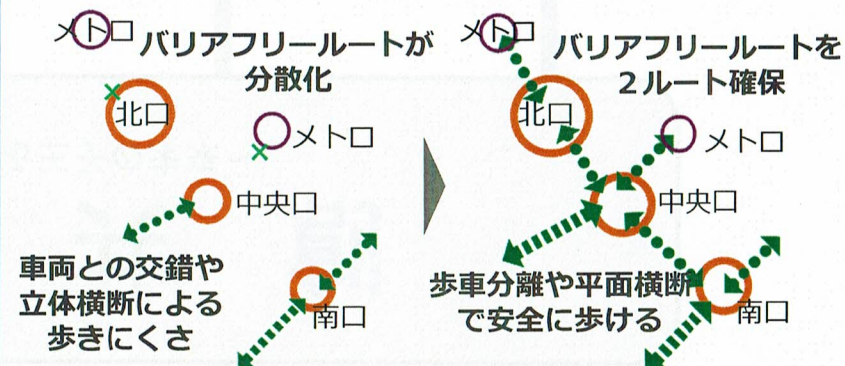 メトロ
バリアフリールートが
分散化
北口
メトロ
中央口
車両との交錯や
立体横断による
歩きにくさ
南口
メトロ
バリアフリールートを
2ルート確保
北口
メトロ
中央口
歩車分離や平面横断
で安全に歩ける
南口